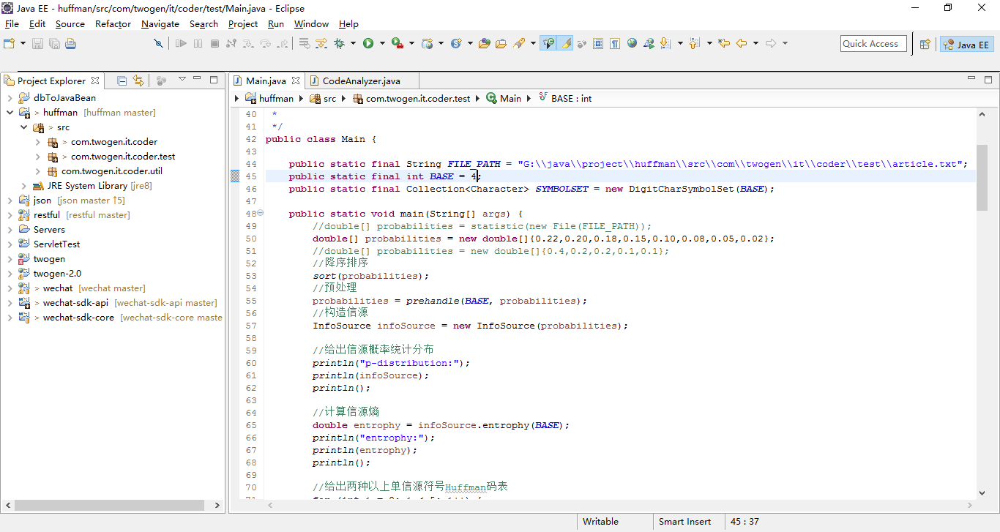 Java EE - huffman/src/com/twogen/it/coder/test/Main.java - Eclipse
File Edit Source Refactor Navigate Search Project Run Window Help
Quick Access
Java EE
Project Explorer
dbToJavaBean
> huffman [huffman master]
> src
> com.twogen.it.coder
> com.twogen.it.coder.test
com.twogen.it.coder.util
JRE System Library [jre8]
json [json master ↑5]
restful [restful master]
Servers
ServletTest
twogen
twogen-2.0
> wechat [wechat master]
> wechat-sdk-api [wechat-sdk-api master]
> wechat-sdk-core [wechat-sdk-core maste
Main.java CodeAnalyzer.java
huffman src com.twogen.it.coder.test Main BASE : int
40 *
41 */
42 public class Main {
43
44 public static final String FILE_PATH = "G:\\java\\project\\huffman\\src\\com\\twogen\\it\\coder\\test\\article.txt";
45 public static final int BASE = 4;
46 public static final Collection<Character> SYMBOLSET = new DigitCharSymbolSet(BASE);
47
48 public static void main(String[] args) {
49 //double[] probabilities = statistic(new File(FILE_PATH));
50 double[] probabilities = new double[]{0.22,0.20,0.18,0.15,0.10,0.08,0.05,0.02};
51 //double[] probabilities = new double[]{0.4,0.2,0.2,0.1,0.1};
52 //降序排序
53 sort(probabilities);
54 //预处理
55 probabilities = prehandle(BASE, probabilities);
56 //构造信源
57 InfoSource infoSource = new InfoSource(probabilities);
58
59 //给出信源概率统计分布
60 println("p-distribution:");
61 println(infoSource);
62 println();
63
64 //计算信源熵
65 double entrophy = infoSource.entrophy(BASE);
66 println("entrophy:");
67 println(entrophy);
68 println();
69
70 //给出两种以上单信源符号Huffman码表
Writable Smart Insert 45 : 37